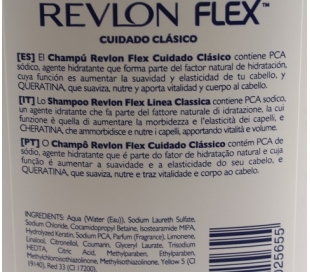 REVLON FLEX™
CUIDADO CLÁSICO
[ES] El Champú Revlon Flex Cuidado Clásico contiene PCA
sódico, agente hidratante que forma parte del factor natural de hidratación,
cuya función es aumentar la suavidad y elasticidad de tu cabello, y
QUERATINA, que suaviza, nutre y aporta vitalidad y cuerpo al cabello.
[IT] Lo Shampoo Revlon Flex Linea Classica contiene PCA sodico,
un agente idratante che fa parte del fattore naturale di idratazione, la cui
funzione è quella di aumentare la morbidezza e l'elasticità dei capelli, e
CHERATINA, che ammorbidisce e nutre i capelli, apportando vitalità e volume.
[PT] O Champô Revlon Flex Cuidado Clássico contém PCA de
sódio, agente hidratante que é parte do fator de hidratação natural e cuja
função é aumentar a suavidade e a elasticidade do seu cabelo, e
QUERATINA, que suaviza, nutre e traz vitalidade e corpo ao cabelo.
INGREDIENTS: Aqua (Water (Eau)), Sodium Laureth Sulfate,
Sodium Chloride, Cocamidopropyl Betaine, Isostearamide MIPA,
Hydrolyzed Keratin, Sodium PCA, Parfum (Fragrance), Limonene,
Linalool, Citronellol, Coumarin, Glyceryl Laurate, Trisodium
HEDTA, Citric Acid, Methylparaben, Ethylparaben,
Methylchloroisothiazolinone, Methylisothiazolinone, Yellow 5 (CI
19140), Red 33 (CI 17200).
025655